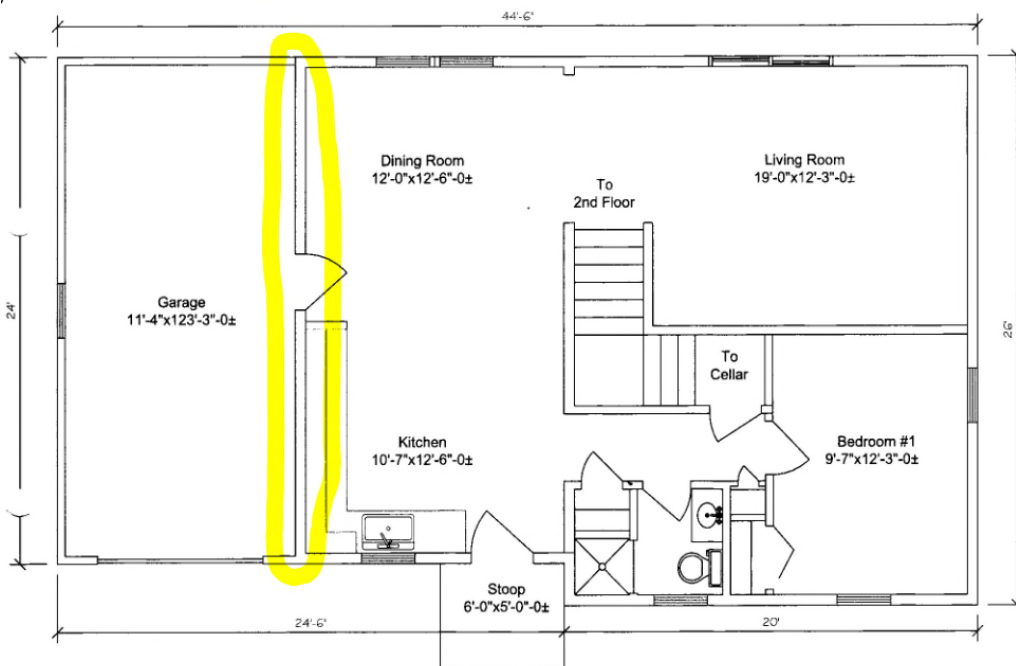 44'-6"
Dining Room
12'-0"x12'-6"-0±
Living Room
19'-0"x12'-3"-0±
To
2nd Floor
24'
Garage
11'-4"x123'-3"-0±
26'
To
Cellar
Kitchen
10'-7"x12'-6"-0±
Bedroom #1
9'-7"x12'-3"-0±
Stoop
6'-0"x5'-0"-0±
24'-6"
20'